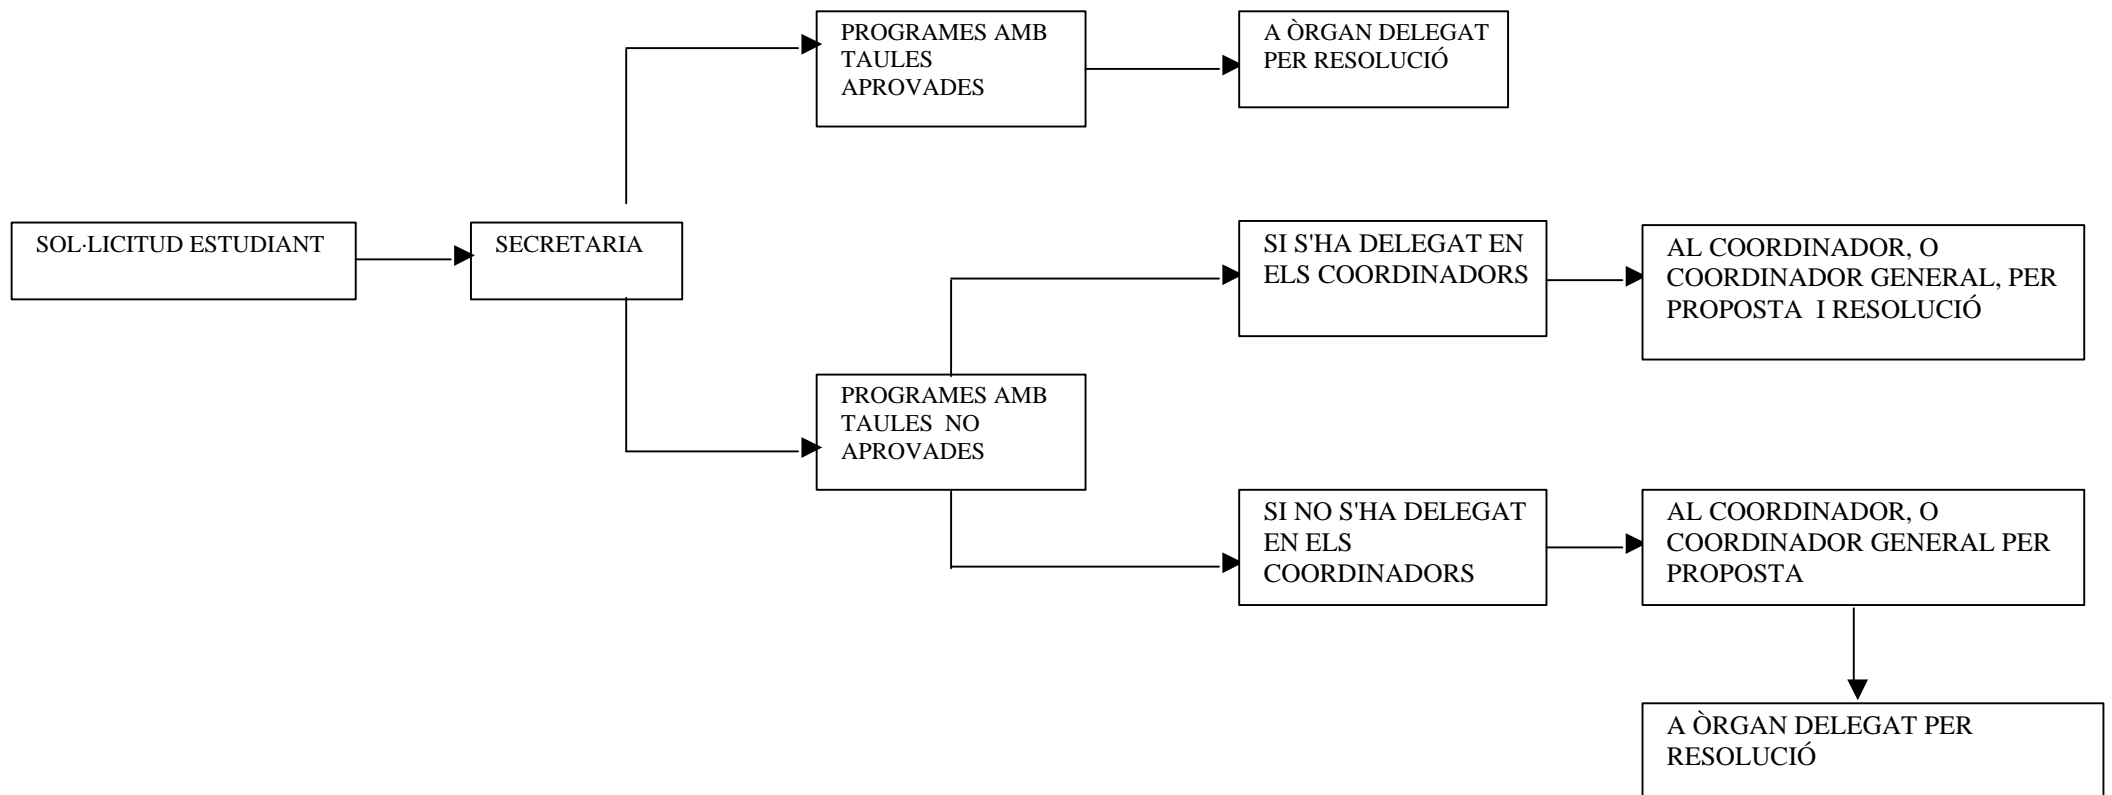 PROGRAMES AMB
TAULES
APROVADES
A ÒRGAN DELEGAT
PER RESOLUCIÓ
SOL·LICITUD ESTUDIANT
SECRETARIA
SI S'HA DELEGAT EN
ELS COORDINADORS
AL COORDINADOR, O
COORDINADOR GENERAL, PER
PROPOSTA I RESOLUCIÓ
PROGRAMES AMB
TAULES NO
APROVADES
SI NO S'HA DELEGAT
EN ELS
COORDINADORS
AL COORDINADOR, O
COORDINADOR GENERAL PER
PROPOSTA
A ÒRGAN DELEGAT PER
RESOLUCIÓ